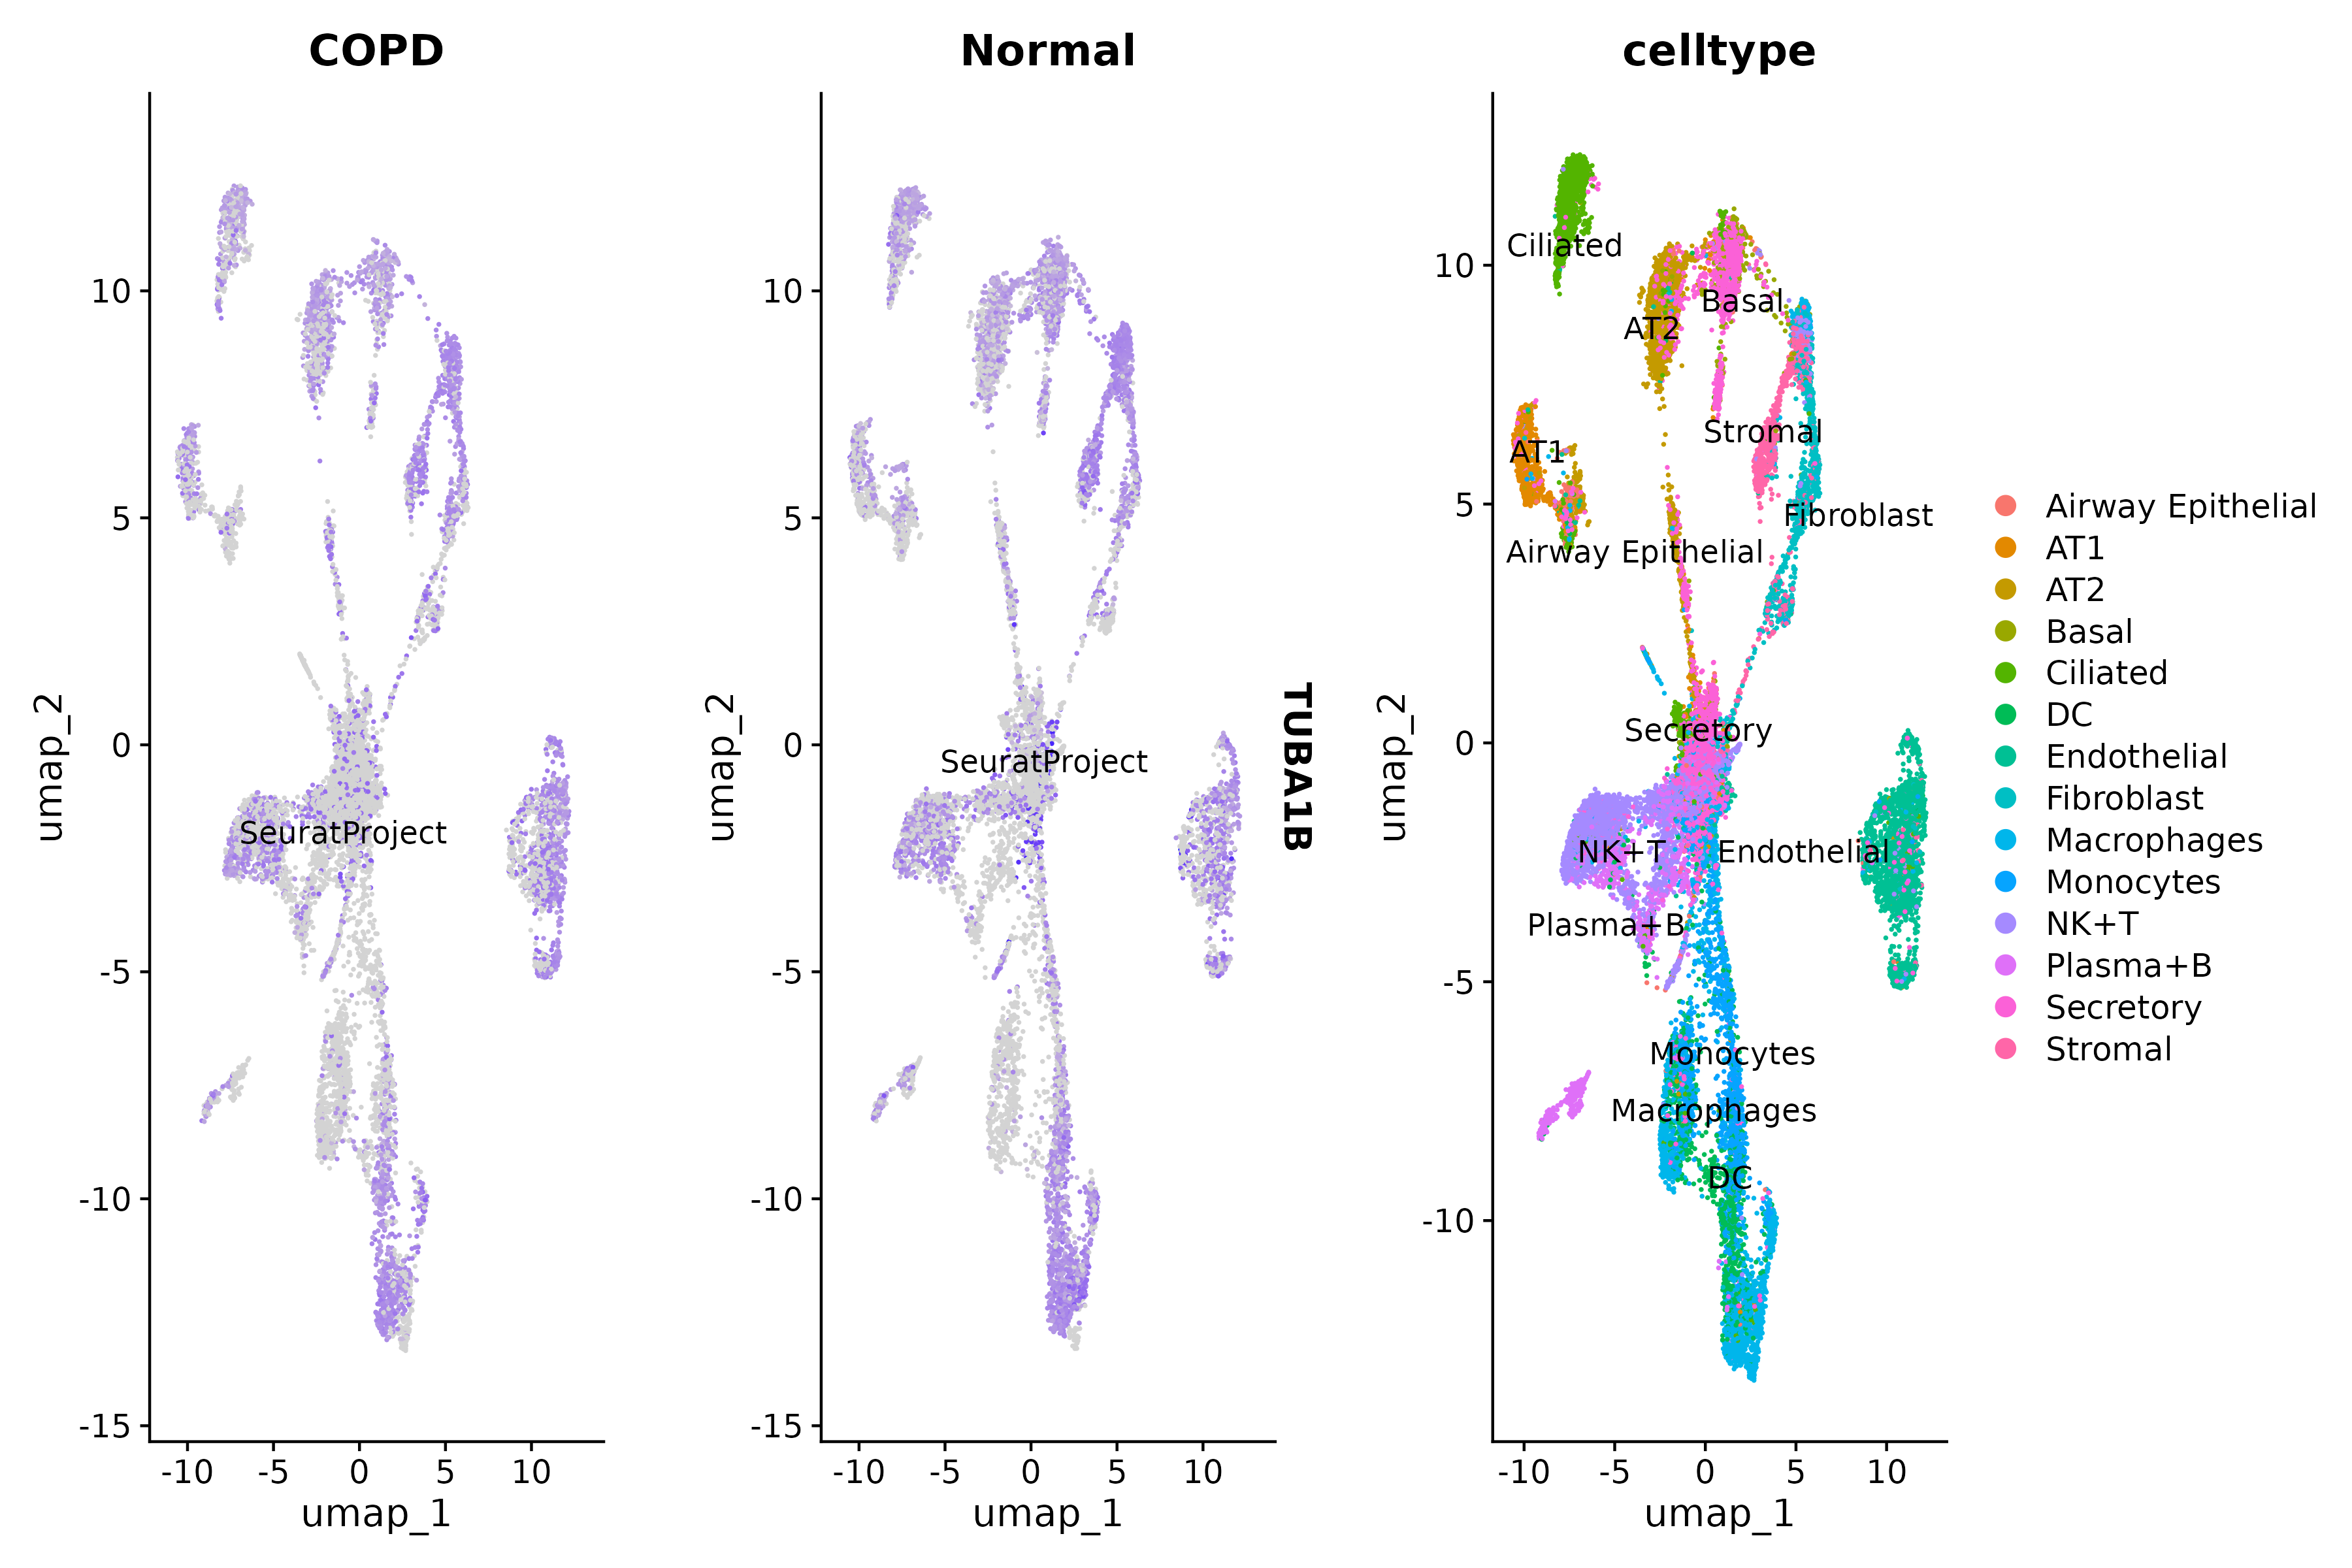 COPD
Normal
celltype
10
5
0
-5
-10
-15
-10
-5
0
5
10
umap_1
umap_2
SeuratProject
10
5
0
-5
-10
-15
-10
-5
0
5
10
umap_1
umap_2
SeuratProject
TUBA1B
10
5
0
-5
-10
-10
-5
0
5
10
umap_1
umap_2
Ciliated
Basal
AT2
Stromal
AT1
Fibroblast
Airway Epithelial
Secretory
NK+T
Endothelial
Plasma+B
Monocytes
Macrophages
DC
Airway Epithelial
AT1
AT2
Basal
Ciliated
DC
Endothelial
Fibroblast
Macrophages
Monocytes
NK+T
Plasma+B
Secretory
Stromal